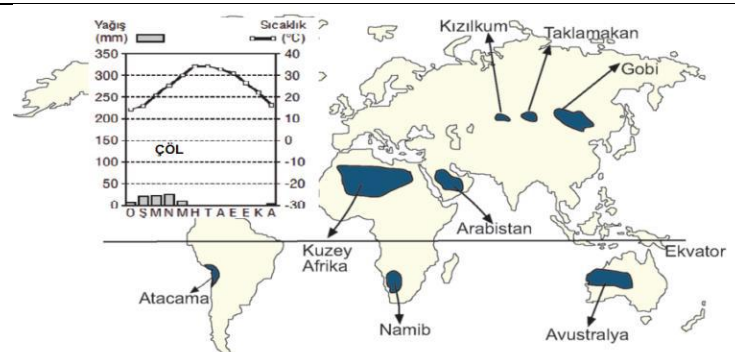 Yağış Sıcaklık
(mm) (°C)
350 40
300 30
250 20
200 10
150 0
100 -10
50 -20
0 -30
ÇÖL
O Ş M N M H T A E E K A
Kızılkum
Taklamakan
Gobi
Arabistan
Kuzey
Afrika
Ekvator
Atacama
Namib
Avustralya